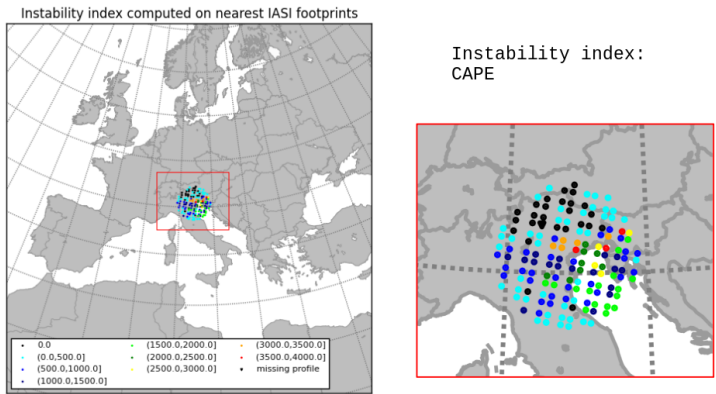 Instability index computed on nearest IASI footprints
Instability index:
CAPE
0.0
(0.0,500.0]
(500.0,1000.0]
(1000.0,1500.0]
(1500.0,2000.0]
(2000.0,2500.0]
(2500.0,3000.0]
(3000.0,3500.0]
(3500.0,4000.0]
missing profile